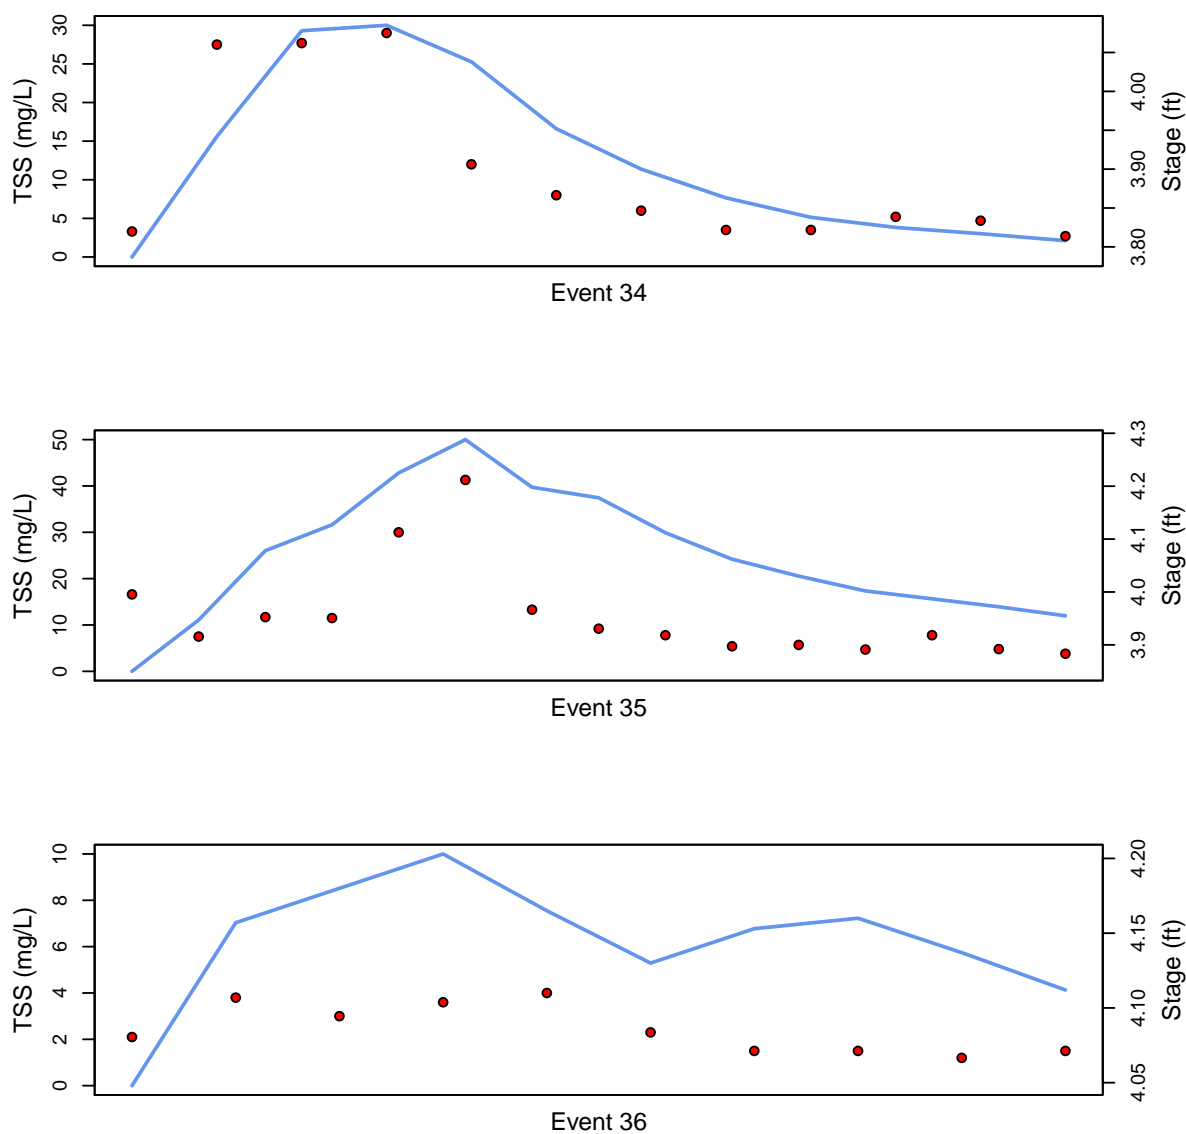 TSS (mg/L)
0 5 10 15 20 25 30
3.80 3.90 4.00
Stage (ft)
Event 34
TSS (mg/L)
0 10 20 30 40 50
3.9 4.0 4.1 4.2 4.3
Stage (ft)
Event 35
TSS (mg/L)
0 2 4 6 8 10
4.05 4.10 4.15 4.20
Stage (ft)
Event 36